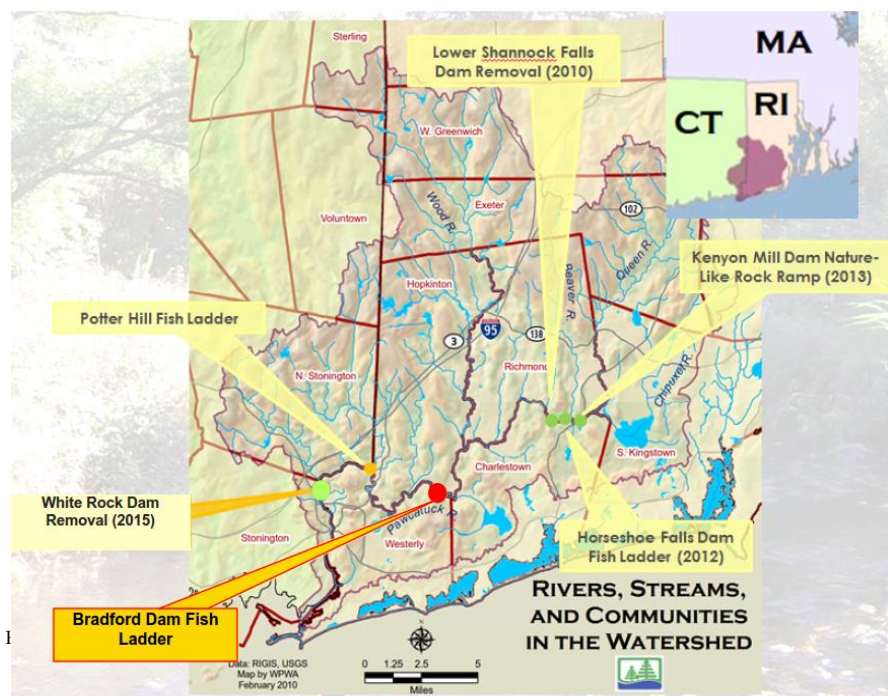 Sterling
Lower Shannock Falls
Dam Removal (2010)
MA
RI
CT
W. Greenwich
Wood R.
Exeter
102
Voluntown
Queen R.
Beaver R.
Kenyon Mill Dam Nature-
Like Rock Ramp (2013)
Hopkinton
Potter Hill Fish Ladder
3
95
138
Richmond
N. Stonington
Chipuxet R.
S. Kingstown
Charlestown
White Rock Dam
Removal (2015)
Pawcatuck R.
Stonington
Westerly
Horseshoe Falls Dam
Fish Ladder (2012)
Bradford Dam Fish
Ladder
RIVERS, STREAMS,
AND COMMUNITIES
IN THE WATERSHED
N
Data: RIGIS, USGS
Map by WPWA
February 2010
0 1.25 2.5 5
Miles